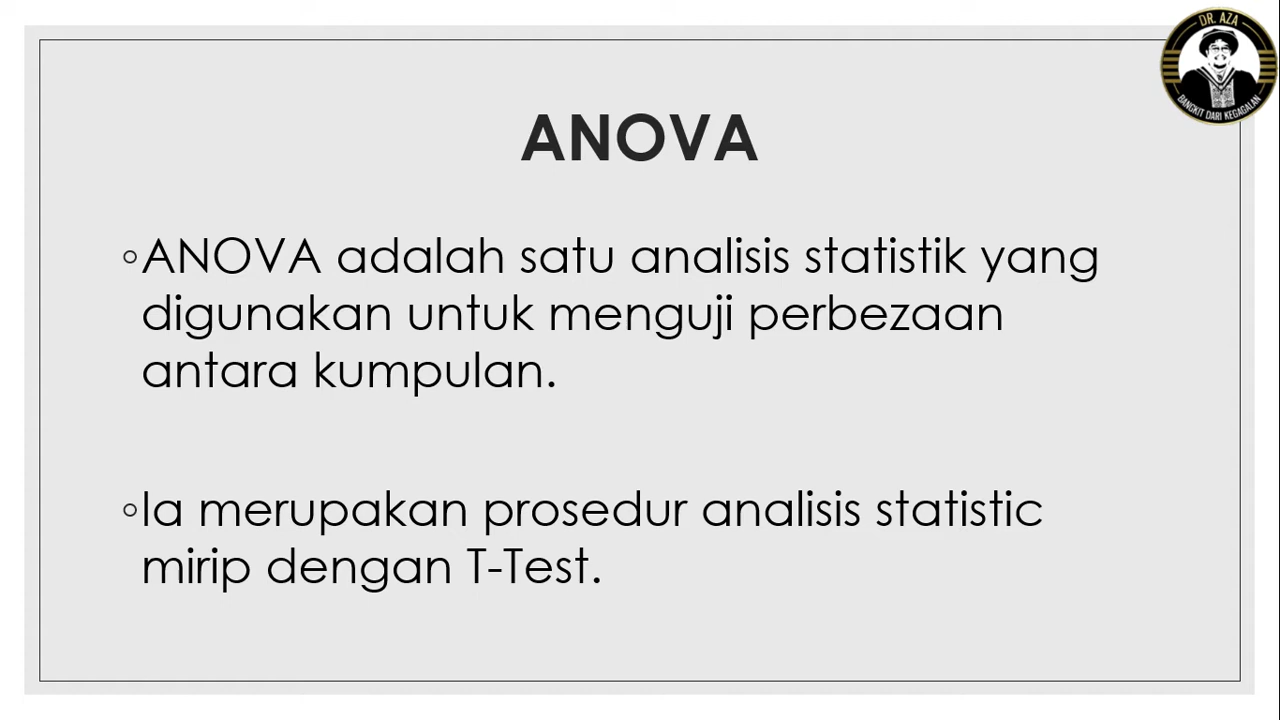 DR. AZA
BANGKIT DARI KEGAGALAN
ANOVA
◦ANOVA adalah satu analisis statistik yang
digunakan untuk menguji perbezaan
antara kumpulan.
◦Ia merupakan prosedur analisis statistic
mirip dengan T-Test.